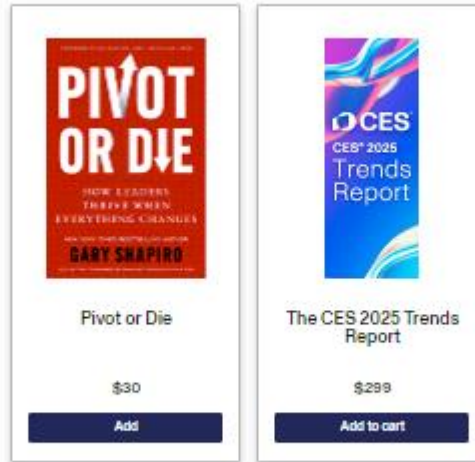 PIVOT
OR DIE
HOW LEADERS
THRIVE WHEN
EVERYTHING CHANGES
GARY SHAPIRO
Pivot or Die
$30
Add
CES
CES® 2025
Trends
Report
The CES 2025 Trends
Report
$299
Add to cart